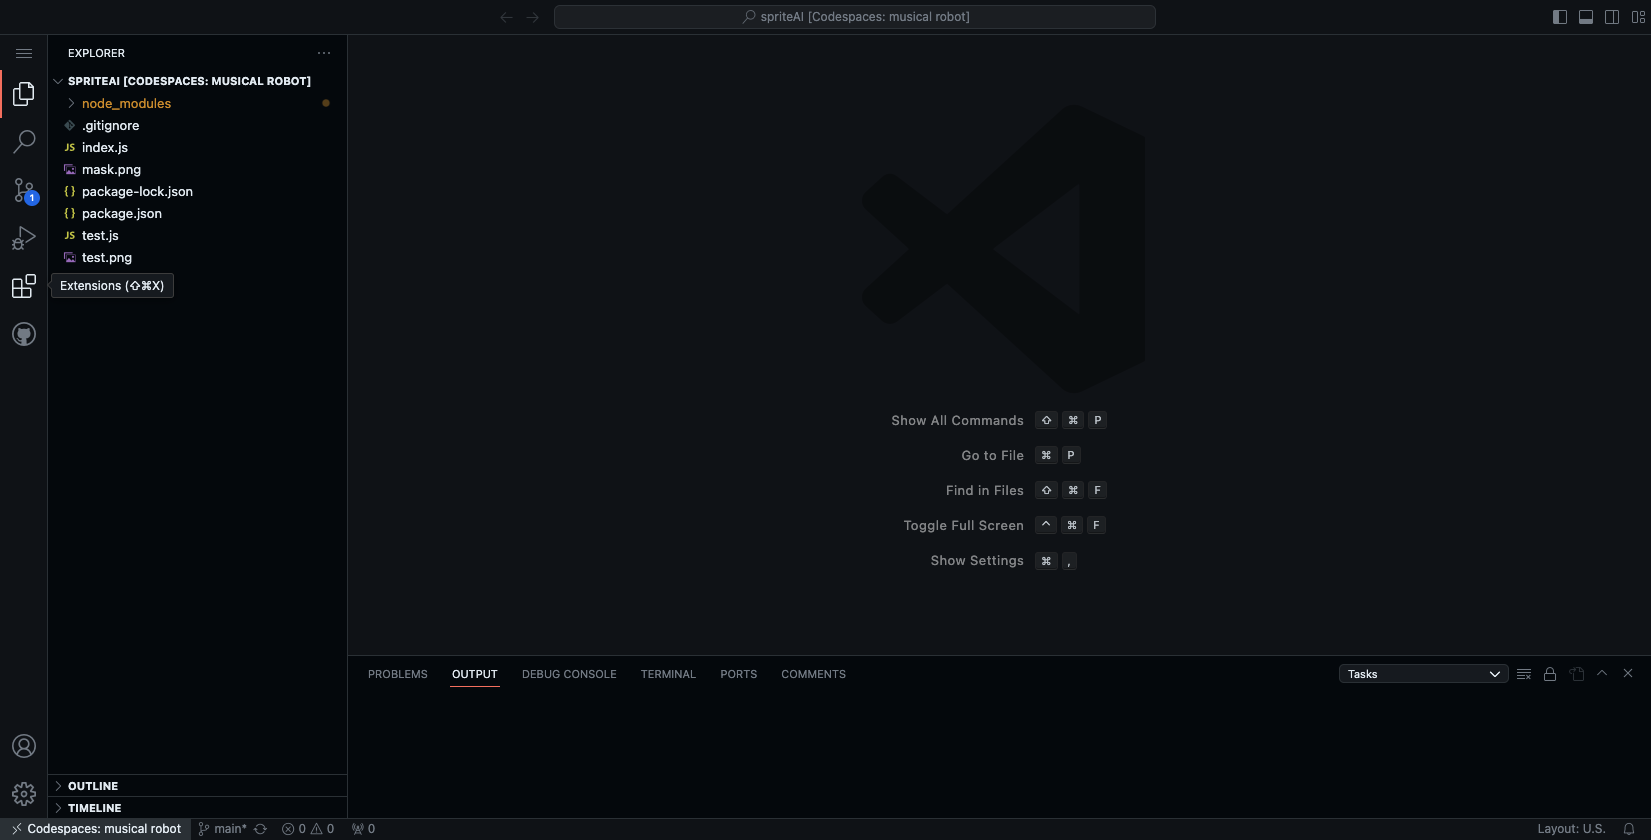 spriteAI [Codespaces: musical robot]
EXPLORER
SPRITEAI [CODESPACES: MUSICAL ROBOT]
node_modules
.gitignore
JS index.js
mask.png
{} package-lock.json
{} package.json
JS test.js
test.png
1
Extensions (⇧⌘X)
Show All Commands ⇧ ⌘ P
Go to File ⌘ P
Find in Files ⇧ ⌘ F
Toggle Full Screen ^ ⌘ F
Show Settings ⌘ ,
PROBLEMS OUTPUT DEBUG CONSOLE TERMINAL PORTS COMMENTS
Tasks
OUTLINE
TIMELINE
Codespaces: musical robot main* 0 0 0 Layout: U.S.